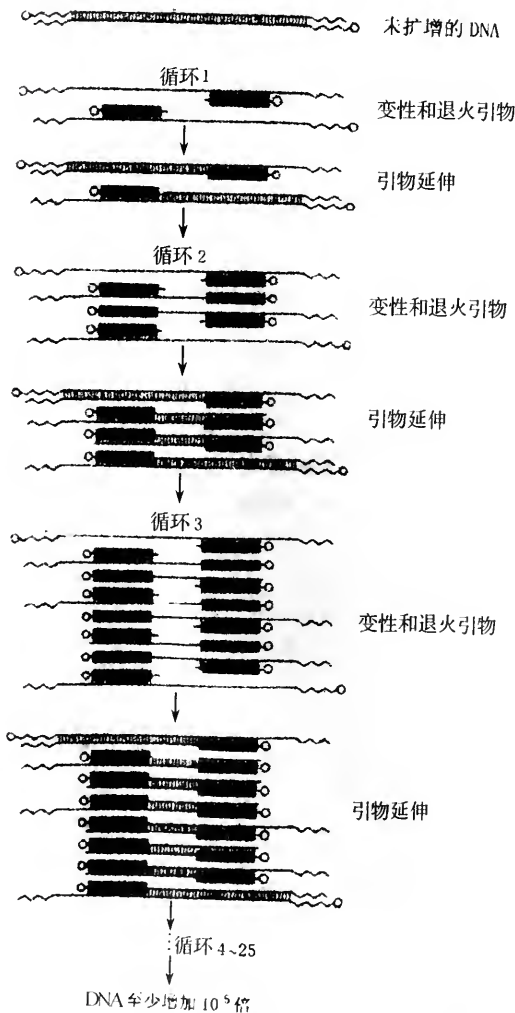 未扩增的 DNA
循环 1
变性和退火引物
引物延伸
循环 2
变性和退火引物
引物延伸
循环 3
变性和退火引物
引物延伸
循环 4~25
DNA 至少增加 10⁵ 倍